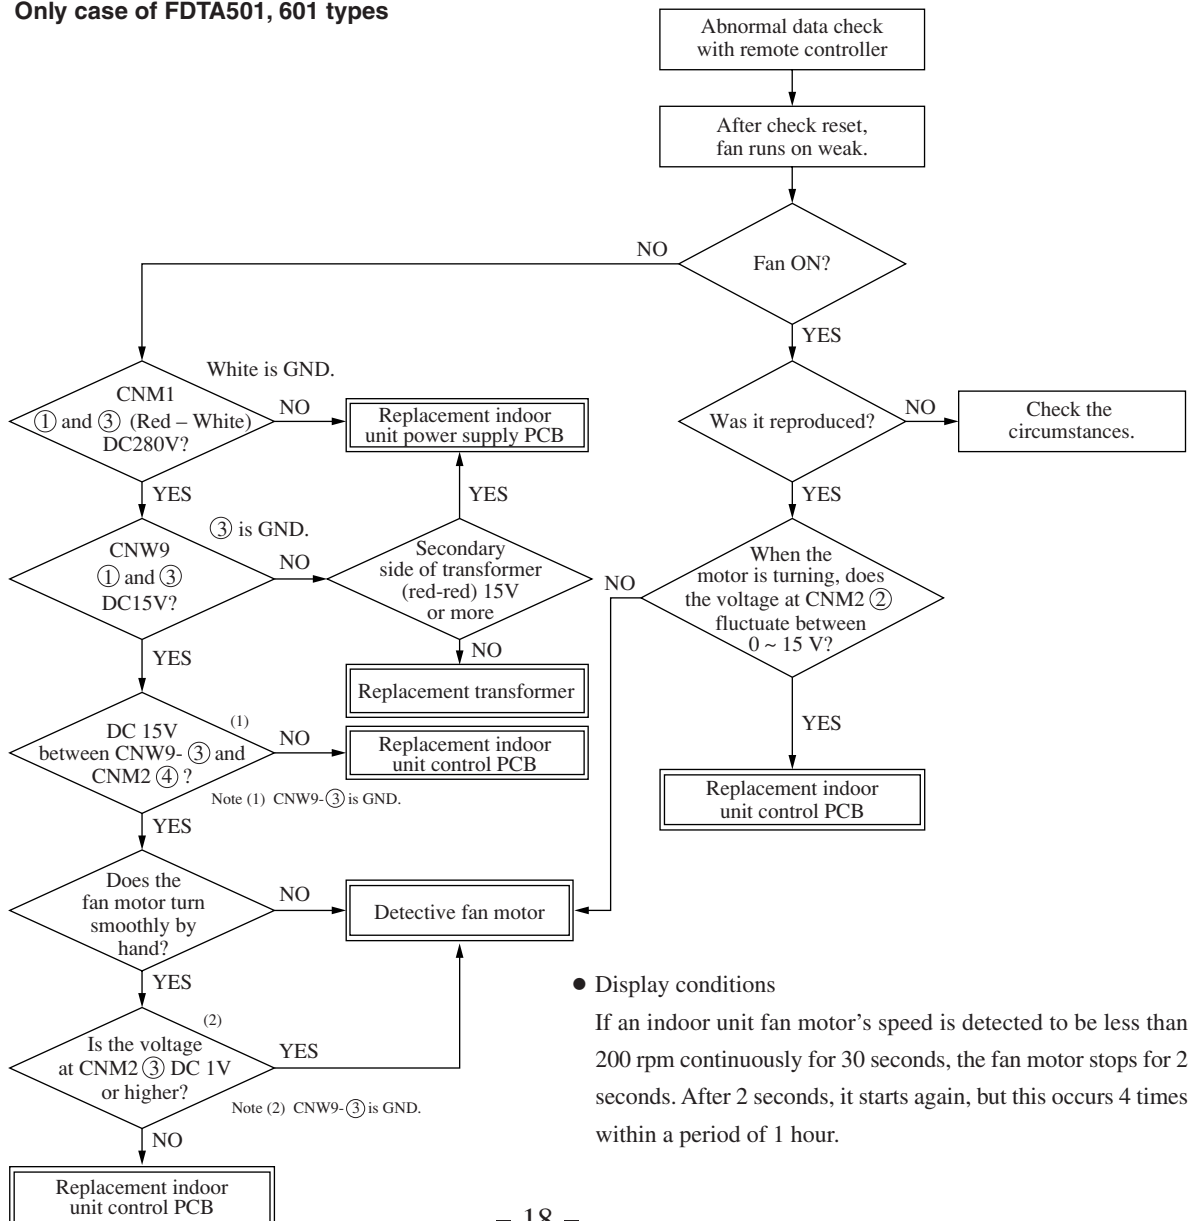 Only case of FDTA501, 601 types
Abnormal data check
with remote controller
After check reset,
fan runs on weak.
Fan ON?
NO
YES
White is GND.
CNM1
① and ③ (Red – White)
DC280V?
NO
Replacement indoor
unit power supply PCB
Was it reproduced?
NO
Check the
circumstances.
YES
YES
YES
③ is GND.
CNW9
① and ③
DC15V?
NO
Secondary
side of transformer
(red-red) 15V
or more
NO
When the
motor is turning, does
the voltage at CNM2 ②
fluctuate between
0 ~ 15 V?
YES
NO
Replacement transformer
DC 15V
between CNW9- ③ and
CNM2 ④ ?
(1)
NO
Replacement indoor
unit control PCB
YES
Note (1) CNW9-③ is GND.
Replacement indoor
unit control PCB
YES
Does the
fan motor turn
smoothly by
hand?
NO
Detective fan motor
YES
● Display conditions
If an indoor unit fan motor's speed is detected to be less than
200 rpm continuously for 30 seconds, the fan motor stops for 2
seconds. After 2 seconds, it starts again, but this occurs 4 times
within a period of 1 hour.
(2)
Is the voltage
at CNM2 ③ DC 1V
or higher?
YES
Note (2) CNW9-③ is GND.
NO
Replacement indoor
unit control PCB
– 18 –